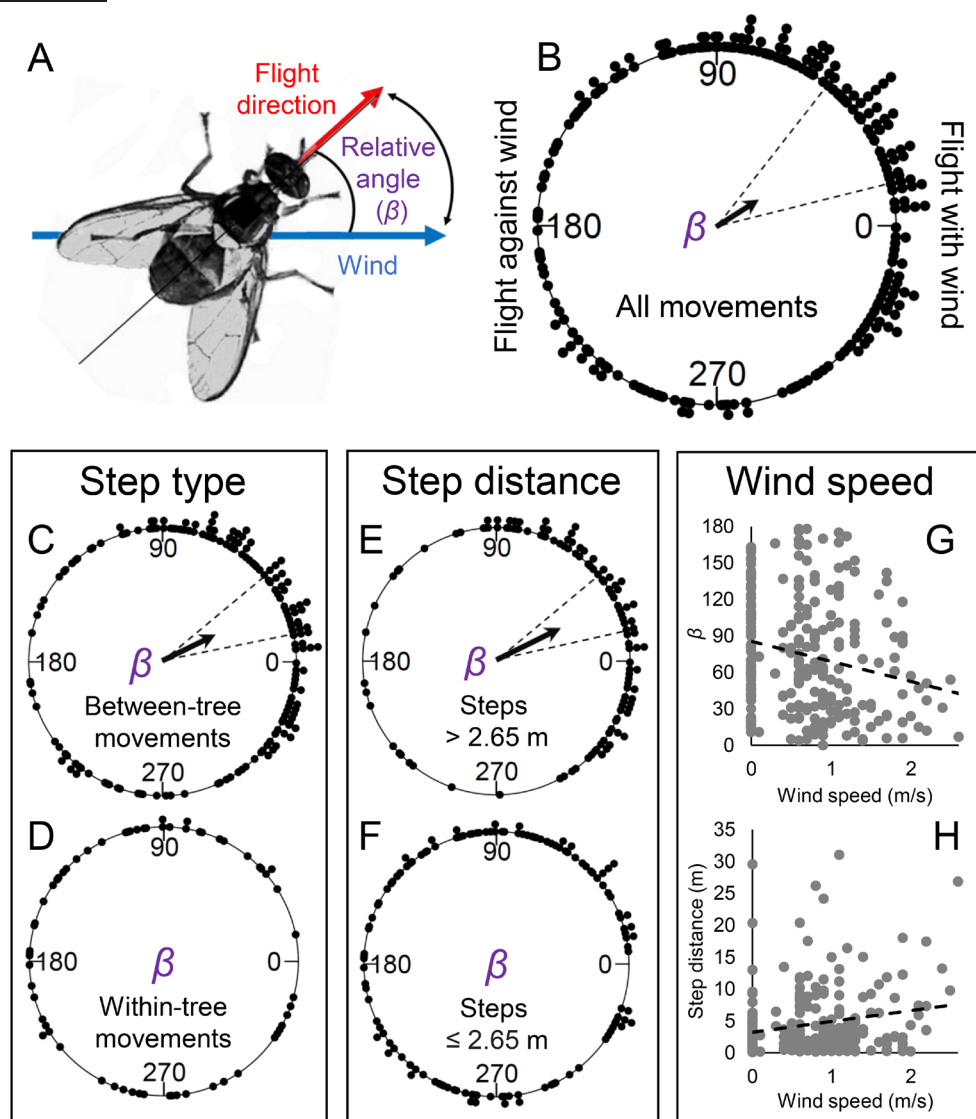 A
Flight
direction
Relative
angle
(β)
Wind
B
90
180
0
270
β
All movements
Flight against wind
Flight with wind
Step type
C
90
180
0
270
β
Between-tree
movements
D
90
180
0
270
β
Within-tree
movements
Step distance
E
90
180
0
270
β
Steps
> 2.65 m
F
90
180
0
270
β
Steps
≤ 2.65 m
Wind speed
G
180
150
120
90
60
30
0
β
0 1 2
Wind speed (m/s)
H
35
30
25
20
15
10
5
0
Step distance (m)
0 1 2
Wind speed (m/s)